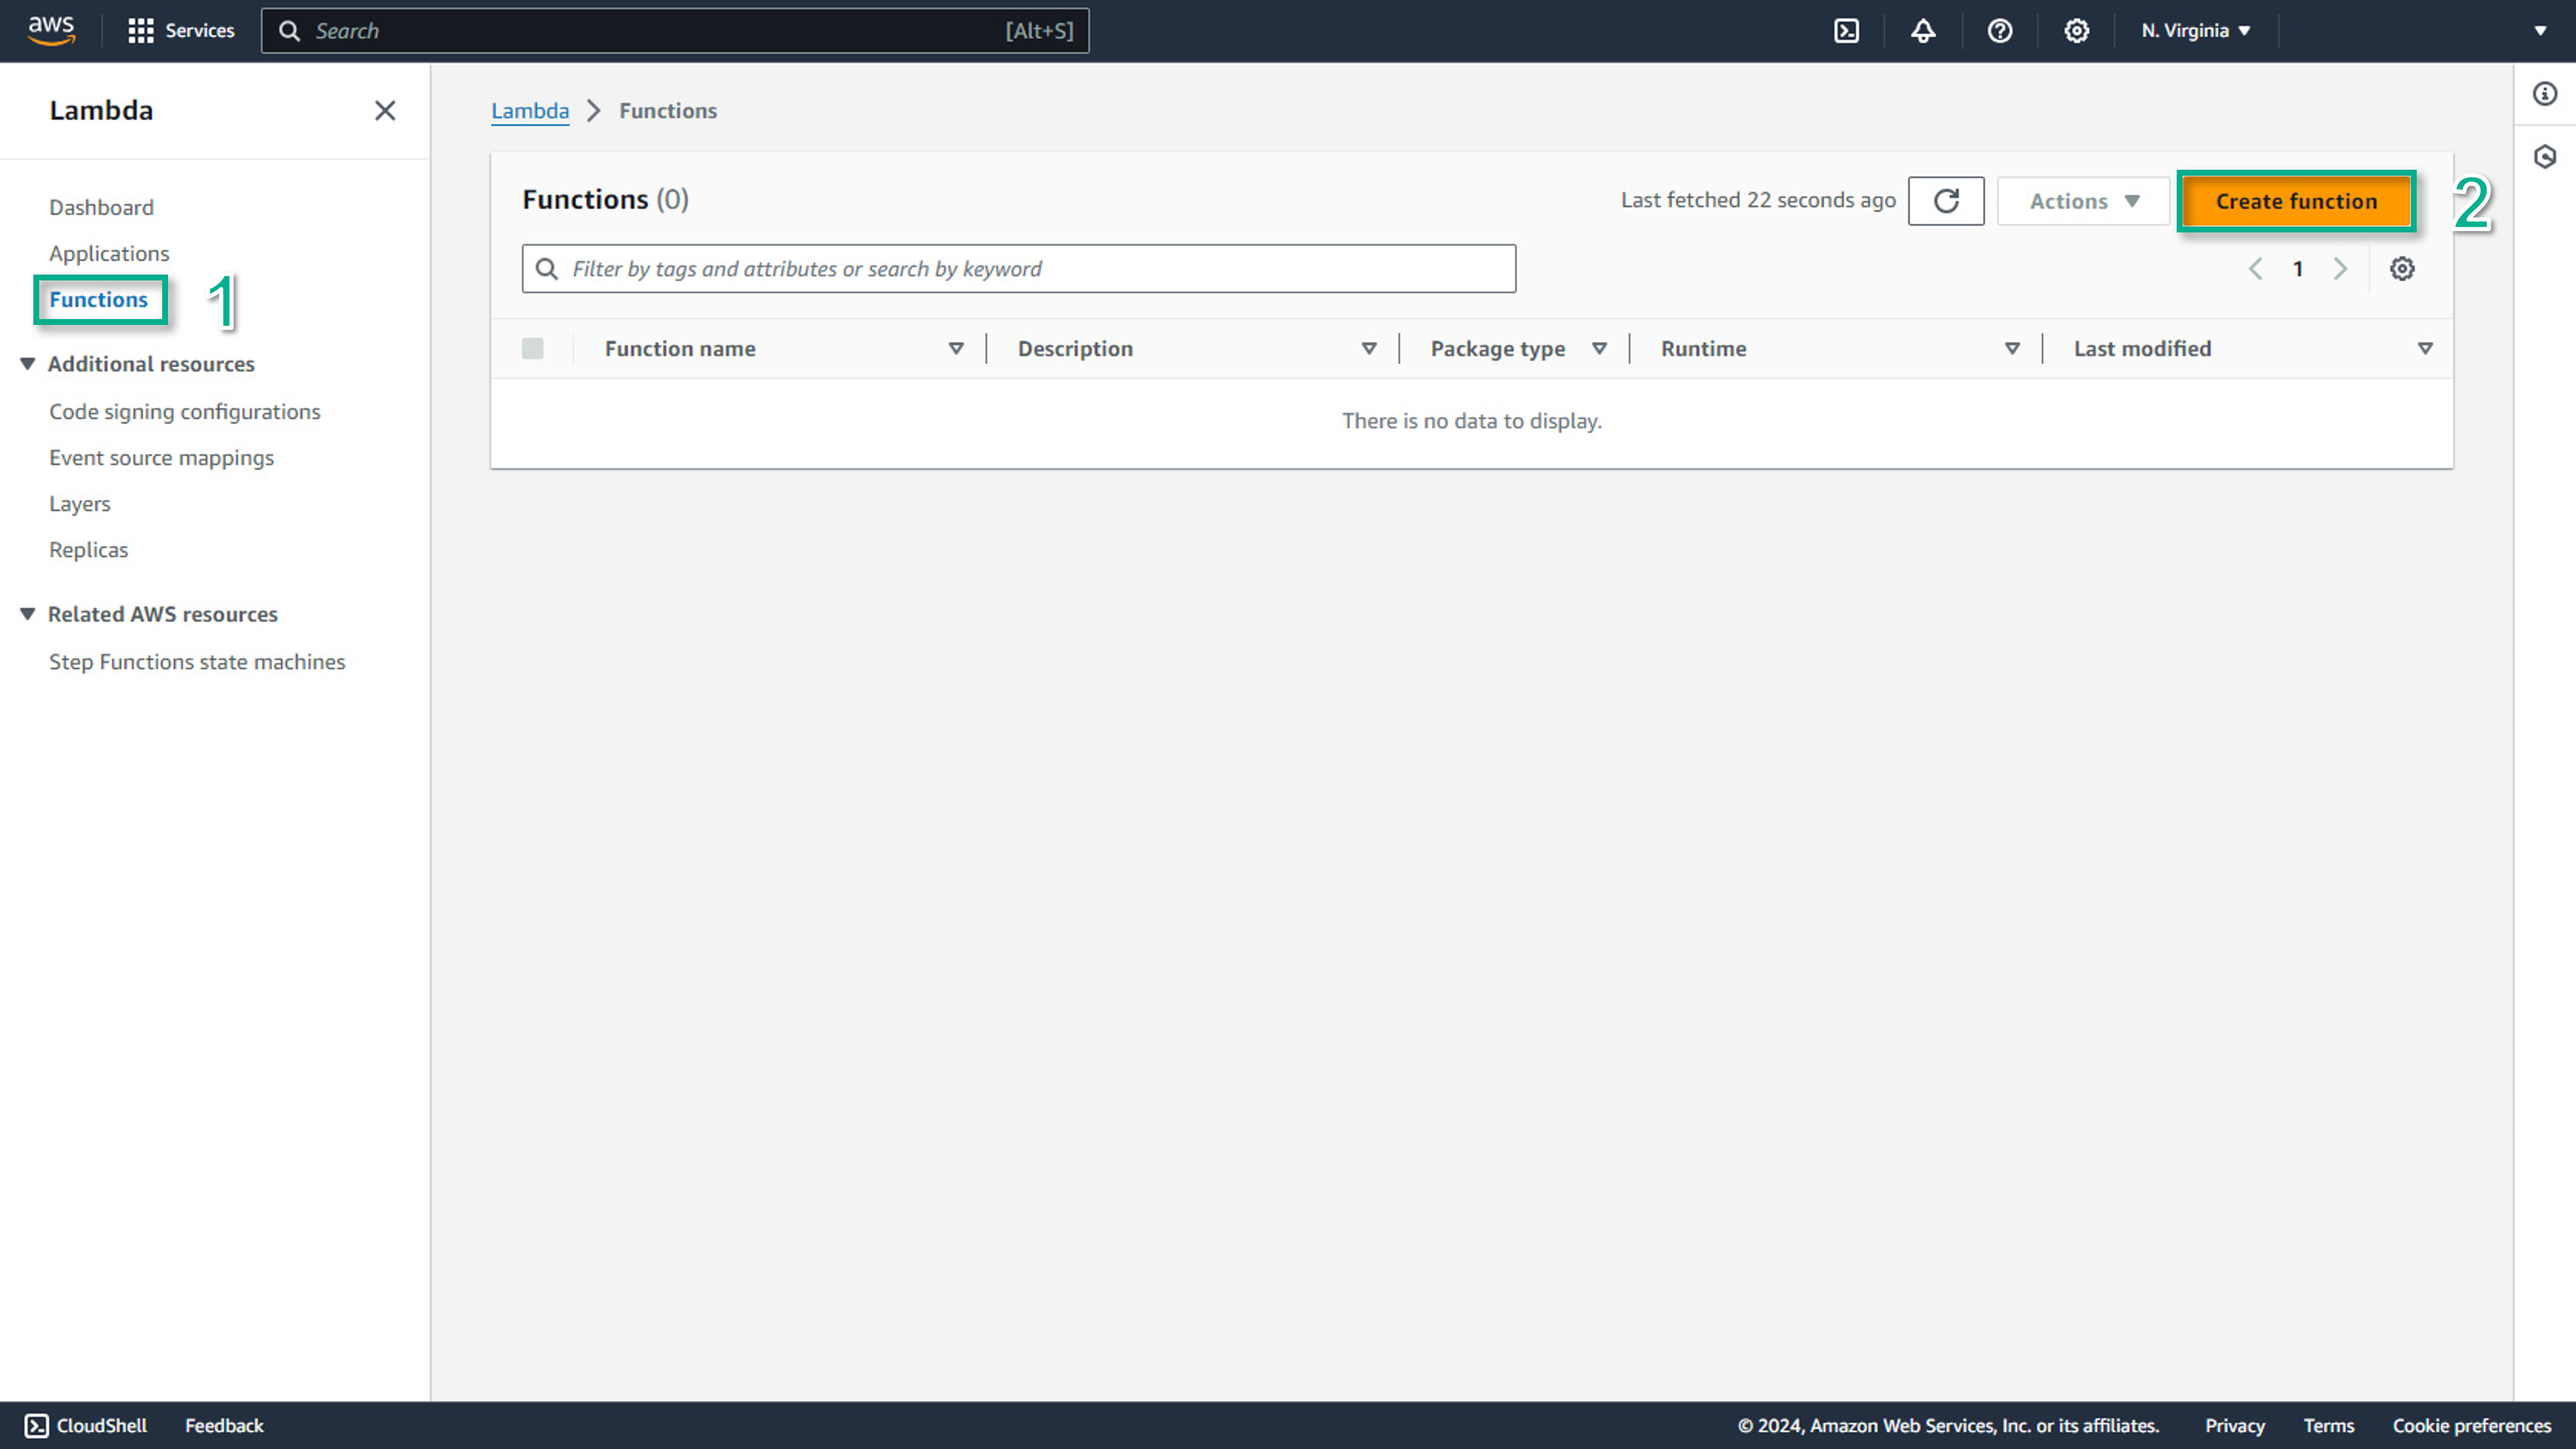 aws
Services
Search
[Alt+S]
N. Virginia
Lambda
Dashboard
Applications
Functions
1
Additional resources
Code signing configurations
Event source mappings
Layers
Replicas
Related AWS resources
Step Functions state machines
Lambda
Functions
Functions (0)
Last fetched 22 seconds ago
Actions
Create function
2
Filter by tags and attributes or search by keyword
1
Function name
Description
Package type
Runtime
Last modified
There is no data to display.
CloudShell
Feedback
© 2024, Amazon Web Services, Inc. or its affiliates.
Privacy
Terms
Cookie preferences